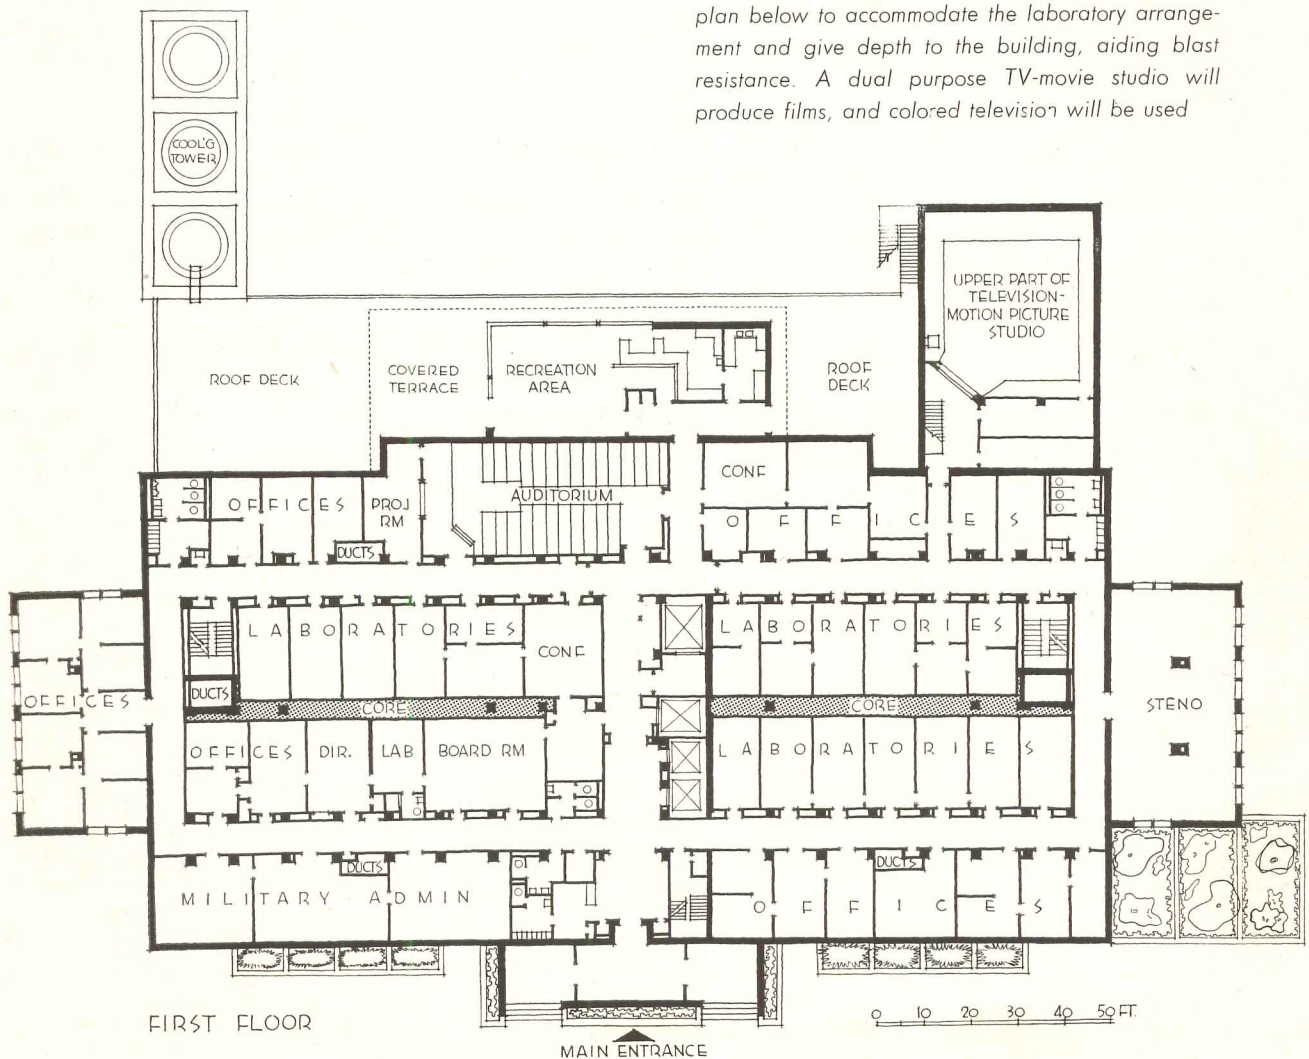 plan below to accommodate the laboratory arrange-
ment and give depth to the building, aiding blast
resistance. A dual purpose TV-movie studio will
produce films, and colored television will be used
COOL'G
TOWER
UPPER PART OF
TELEVISION-
MOTION PICTURE
STUDIO
ROOF DECK
COVERED
TERRACE
RECREATION
AREA
ROOF
DECK
OFFICES
PROJ
RM
DUCTS
AUDITORIUM
CONF
OFFICES
LABORATORIES
CONF
LABORATORIES
DUCTS
OFFICES
CORE
CORE
STENO
OFFICES
DIR.
LAB
BOARD RM
LABORATORIES
DUCTS
MILITARY ADMIN
DUCTS
OFFICES
FIRST FLOOR
MAIN ENTRANCE
0 10 20 30 40 50 FT.